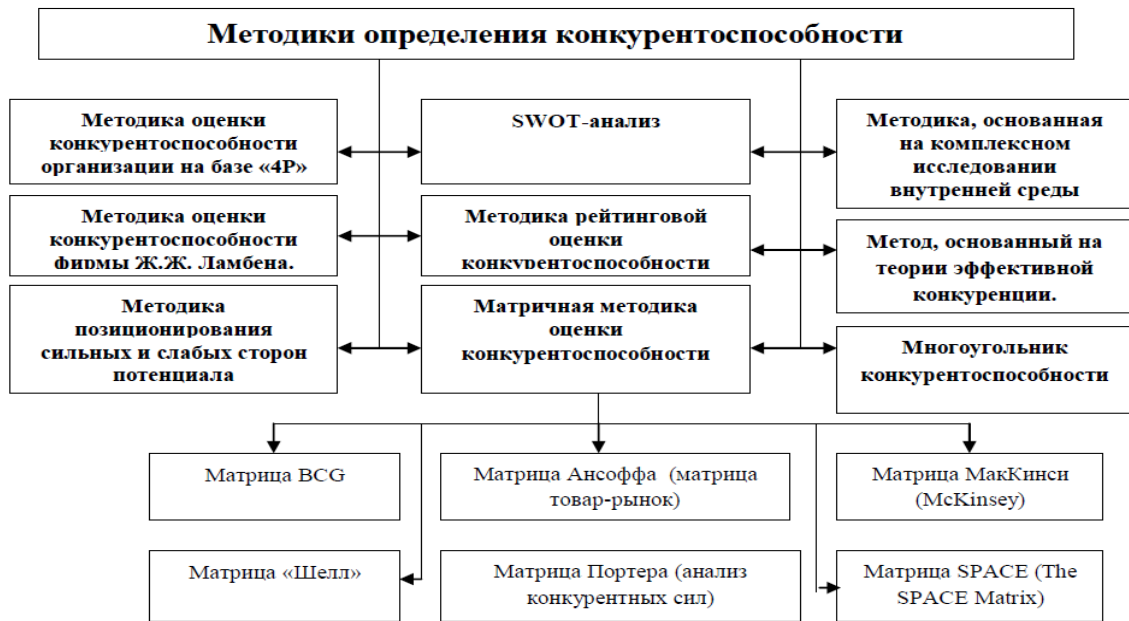 Методики определения конкурентоспособности
Методика оценки
конкурентоспособности
организации на базе «4P»
SWOT-анализ
Методика, основанная
на комплексном
исследовании
внутренней среды
Методика оценки
конкурентоспособности
фирмы Ж.Ж. Ламбена.
Методика рейтинговой
оценки
конкурентоспособности
Метод, основанный на
теории эффективной
конкуренции.
Методика
позиционирования
сильных и слабых сторон
потенциала
Матричная методика
оценки
конкурентоспособности
Многоугольник
конкурентоспособности
Матрица BCG
Матрица Ансоффа (матрица
товар-рынок)
Матрица МакКинси
(McKinsey)
Матрица «Шелл»
Матрица Портера (анализ
конкурентных сил)
Матрица SPACE (The
SPACE Matrix)